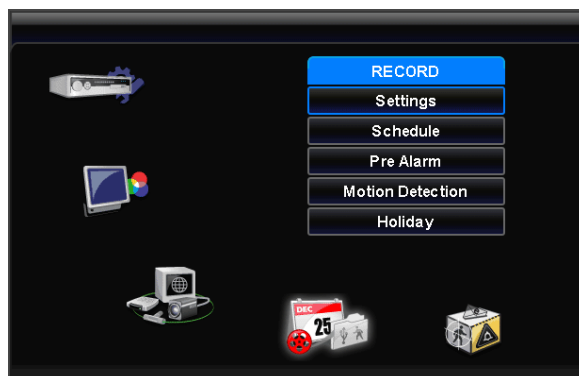 RECORD
Settings
Schedule
Pre Alarm
Motion Detection
Holiday
DEC
25